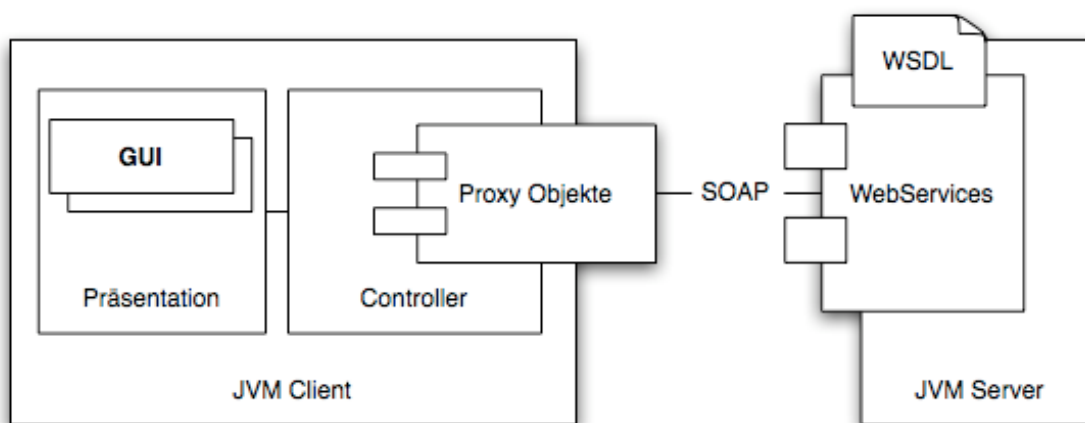 WSDL
GUI
Proxy Objekte
SOAP
WebServices
Präsentation
Controller
JVM Client
JVM Server